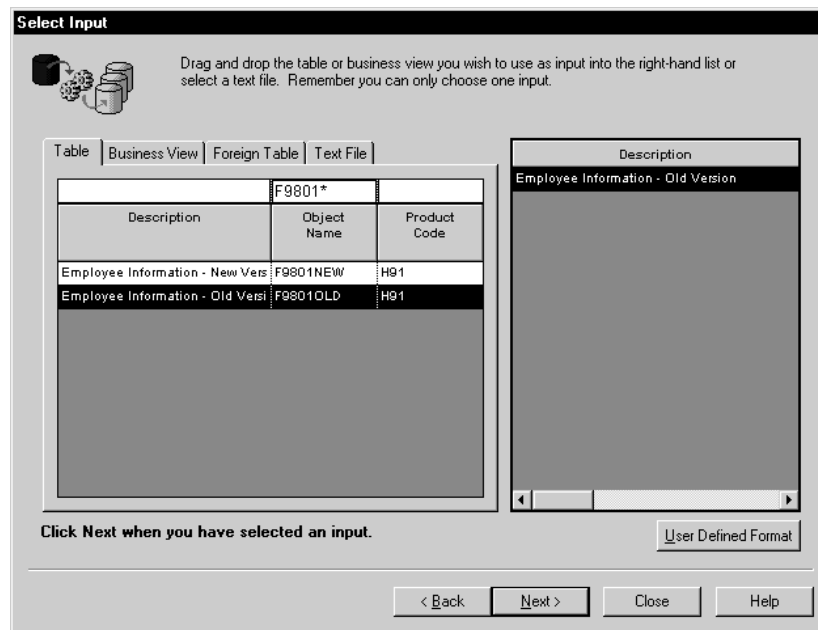 Select Input
Drag and drop the table or business view you wish to use as input into the right-hand list or
select a text file. Remember you can only choose one input.
Table Business View Foreign Table Text File
F9801*
Description Object Name Product Code
Employee Information - New Vers F9801NEW H91
Employee Information - Old Versi F9801OLD H91
Description
Employee Information - Old Version
Click Next when you have selected an input.
User Defined Format
< Back Next > Close Help